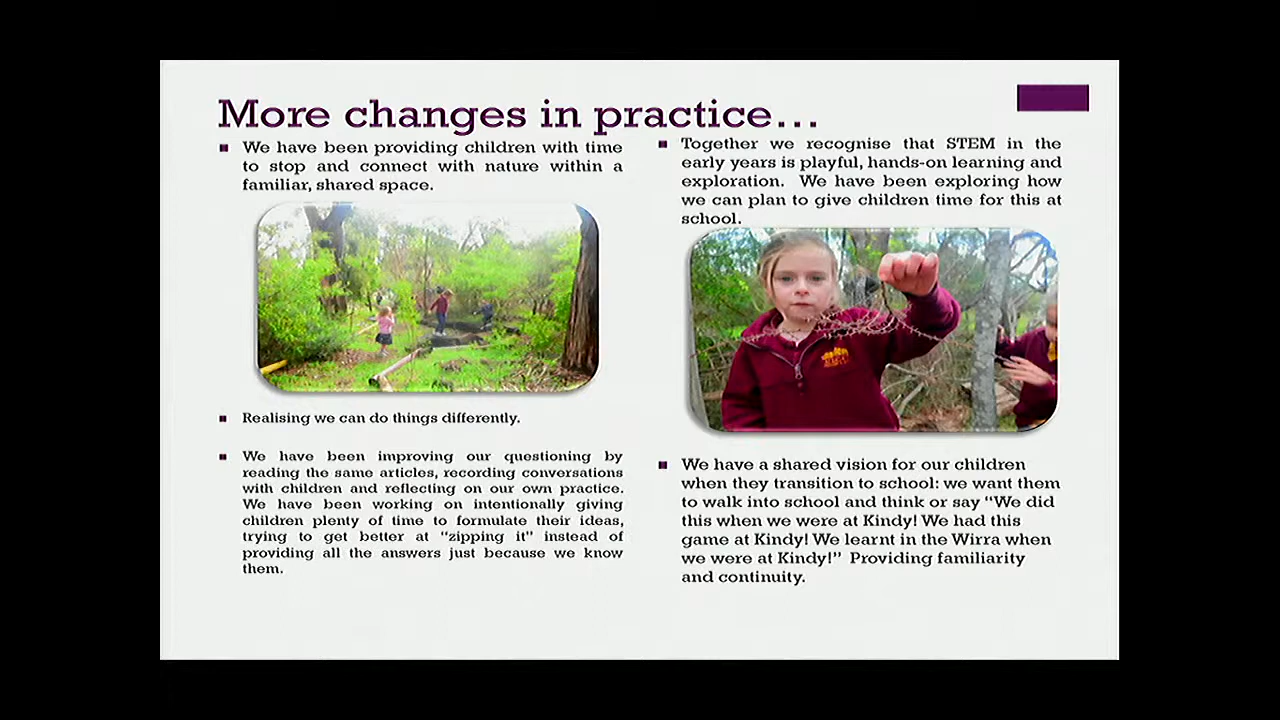 More changes in practice...
We have been providing children with time
to stop and connect with nature within a
familiar, shared space.
Realising we can do things differently.
We have been improving our questioning by
reading the same articles, recording conversations
with children and reflecting on our own practice.
We have been working on intentionally giving
children plenty of time to formulate their ideas,
trying to get better at “zipping it” instead of
providing all the answers just because we know
them.
Together we recognise that STEM in the
early years is playful, hands-on learning and
exploration. We have been exploring how
we can plan to give children time for this at
school.
We have a shared vision for our children
when they transition to school: we want them
to walk into school and think or say “We did
this when we were at Kindy! We had this
game at Kindy! We learnt in the Wirra when
we were at Kindy!” Providing familiarity
and continuity.